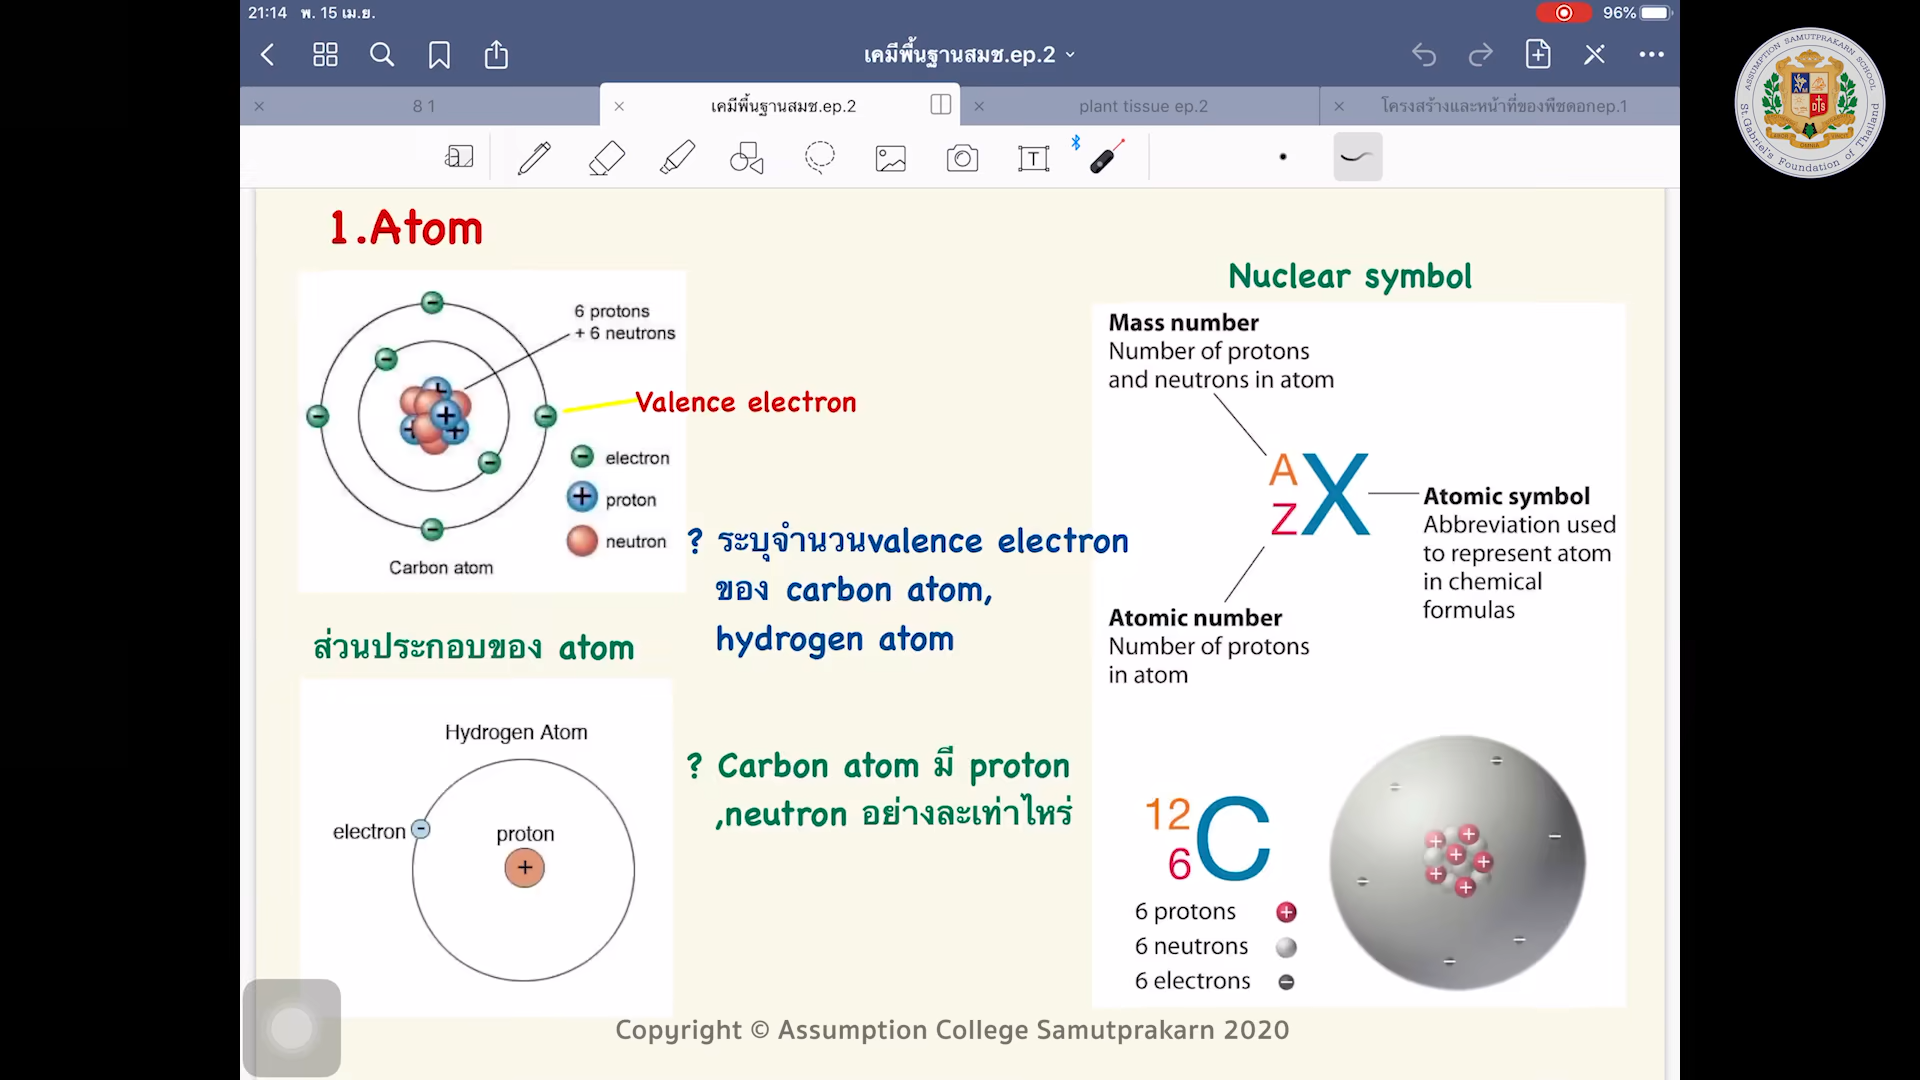 21:14 พ. 15 เม.ย.
96%
เคมีพื้นฐานสมช.ep.2
8 1
เคมีพื้นฐานสมช.ep.2
plant tissue ep.2
โครงสร้างและหน้าที่ของพืชดอกep.1
ASSUMPTION SAMUTPRAKARN SCHOOL
St.Gabriel's Foundation of Thailand
1.Atom
6 protons
+ 6 neutrons
Valence electron
electron
proton
neutron
Carbon atom
ส่วนประกอบของ atom
Hydrogen Atom
electron
proton
? ระบุจำนวนvalence electron
ของ carbon atom,
hydrogen atom
? Carbon atom มี proton
,neutron อย่างละเท่าไหร่
Nuclear symbol
Mass number
Number of protons
and neutrons in atom
A
Z
X
Atomic symbol
Abbreviation used
to represent atom
in chemical
formulas
Atomic number
Number of protons
in atom
12
6
C
6 protons
6 neutrons
6 electrons
Copyright © Assumption College Samutprakarn 2020